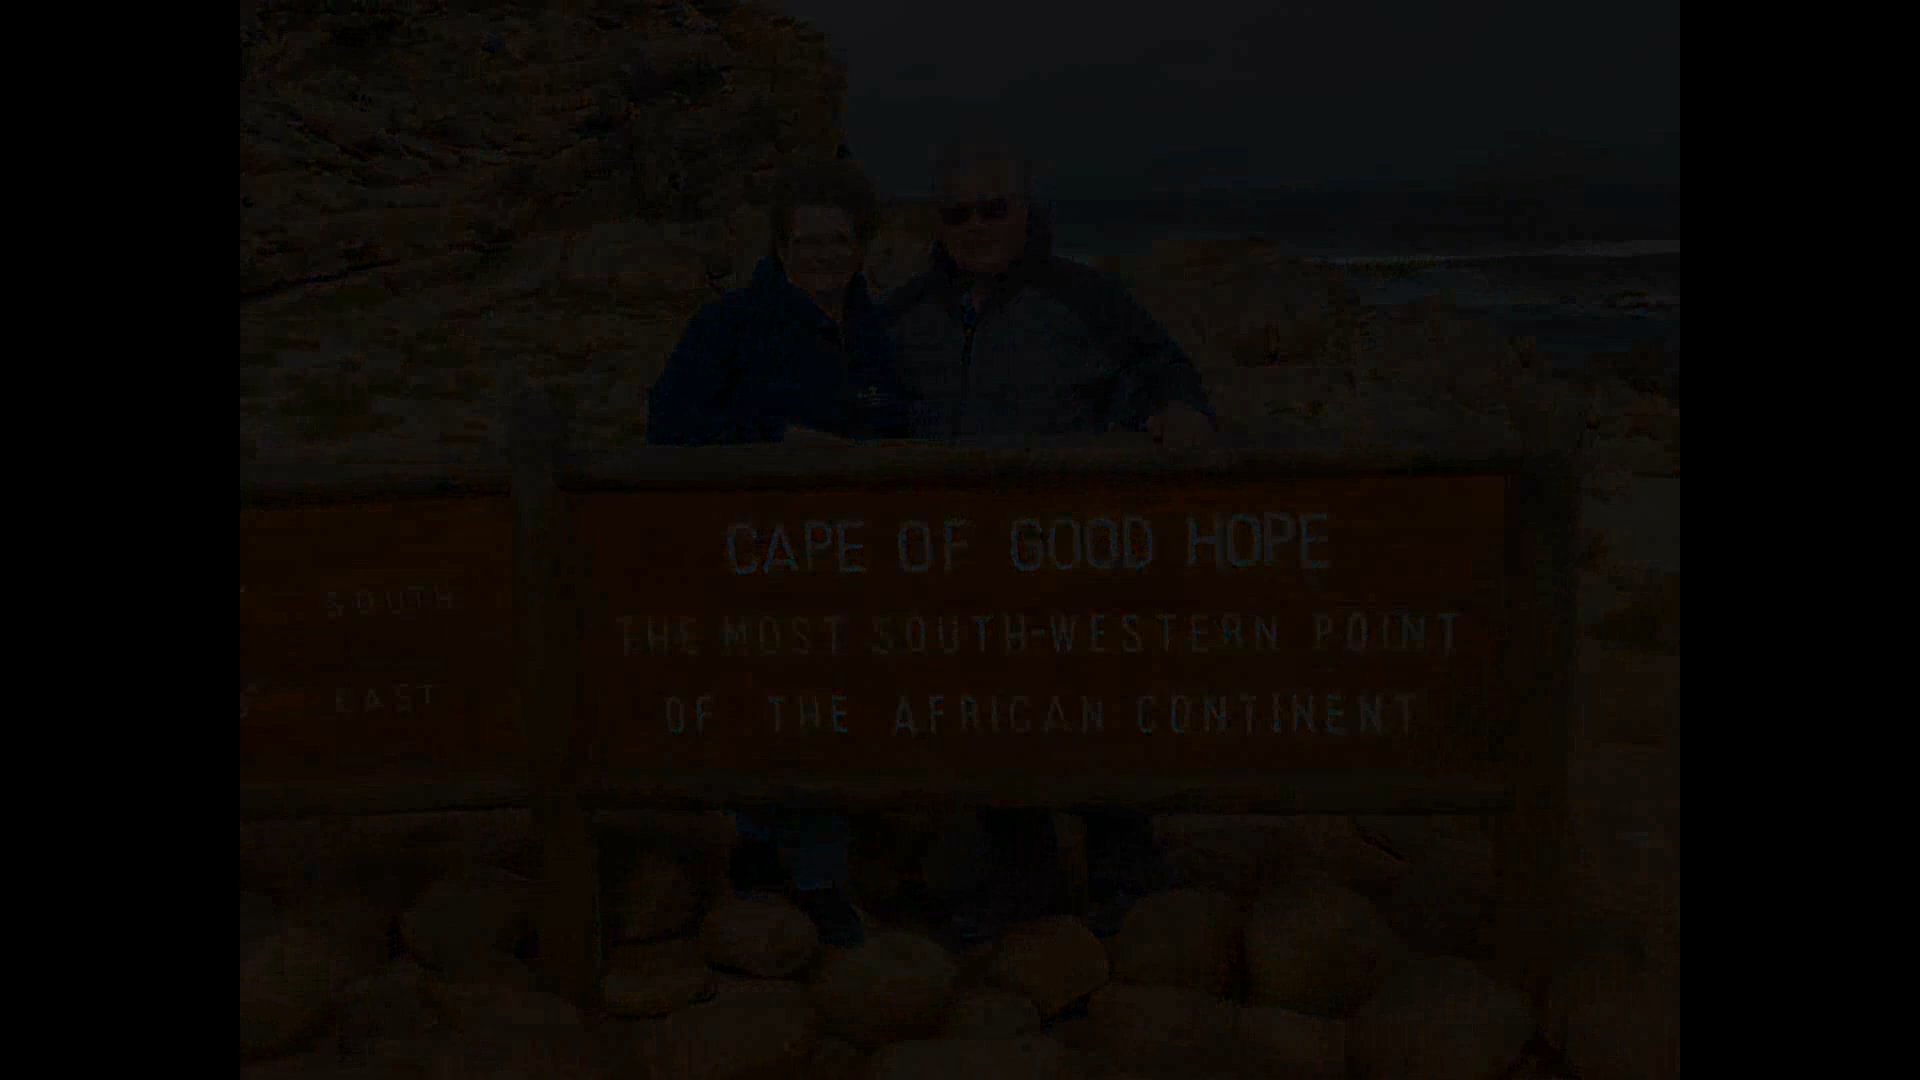 SOUTH
EAST
CAPE OF GOOD HOPE
THE MOST SOUTH-WESTERN POINT
OF THE AFRICAN CONTINENT